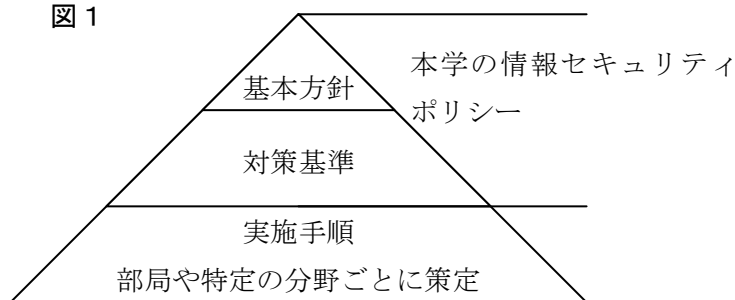 図1
基本方針
本学の情報セキュリティ
ポリシー
対策基準
実施手順
部局や特定の分野ごとに策定